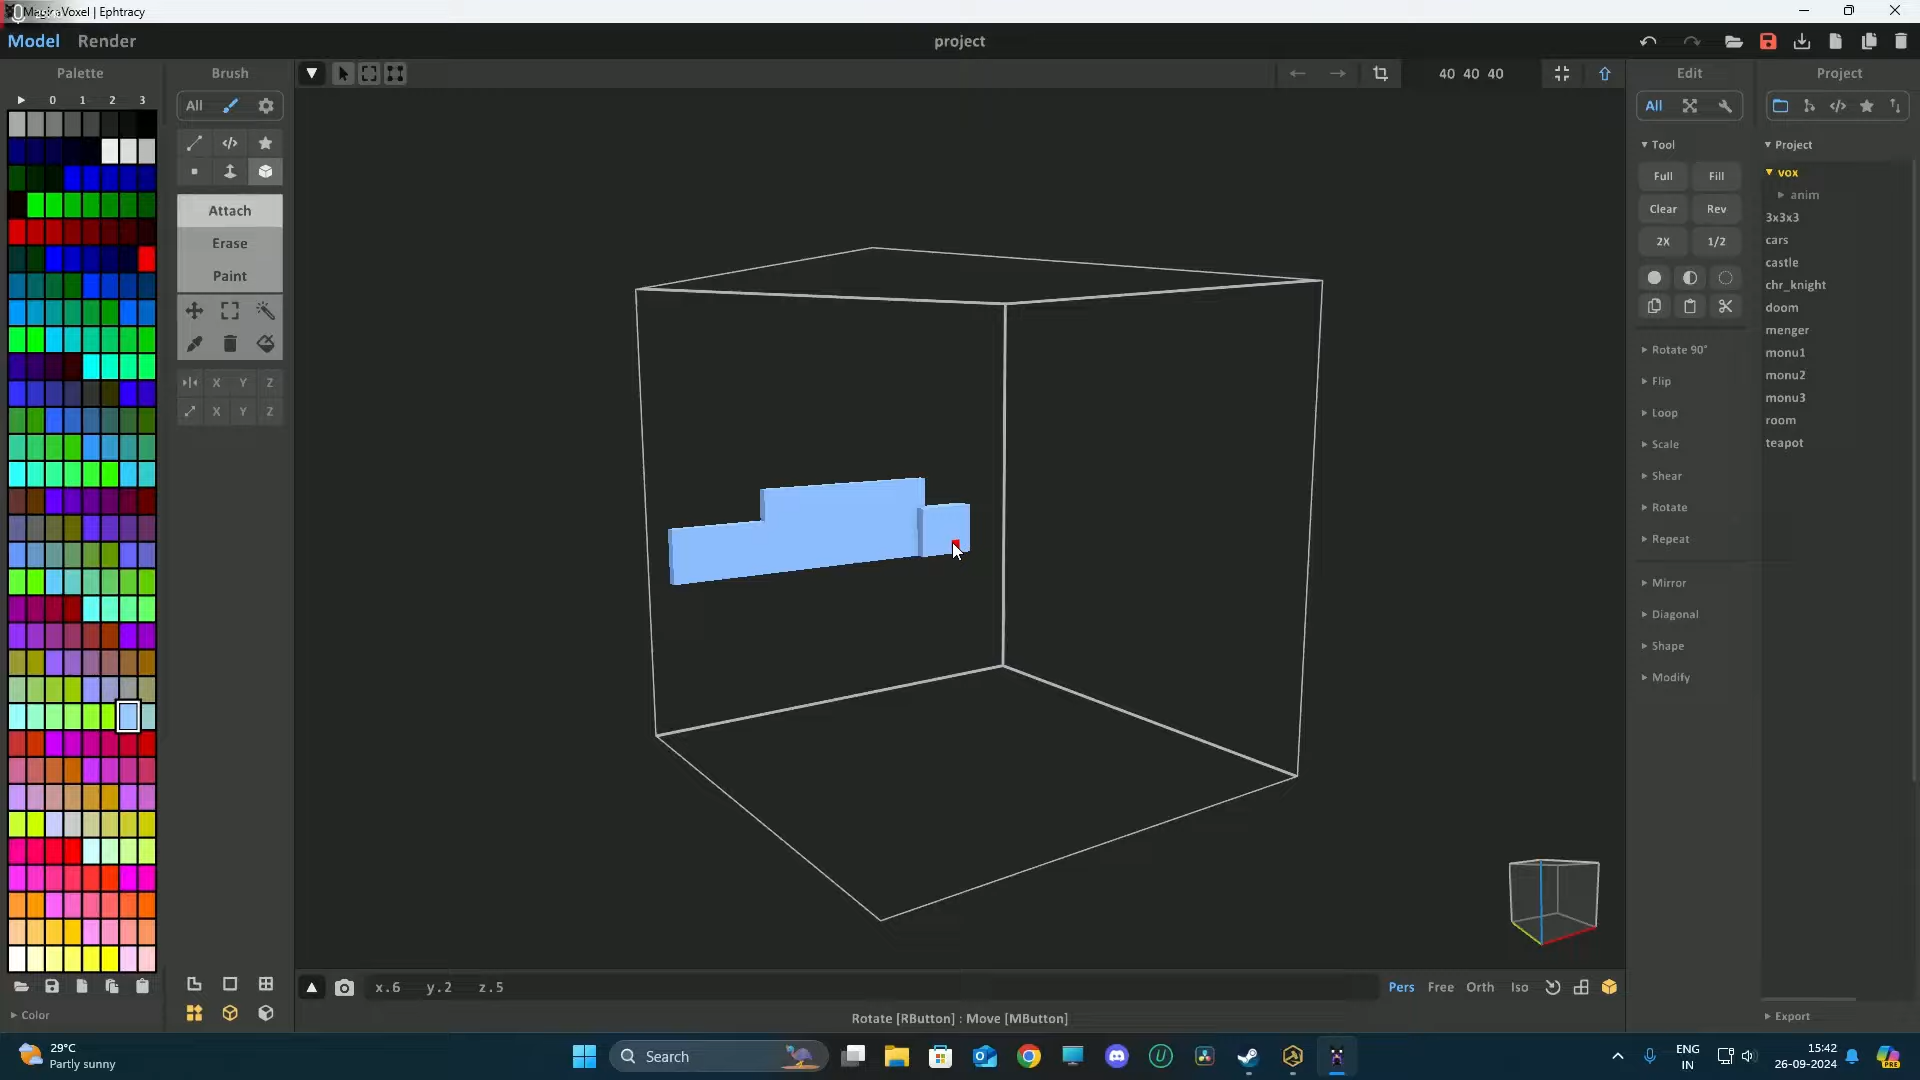 MagicaVoxel | Ephtracy
Model Render
project
Palette
Brush
40 40 40
Edit
Project
0 1 2 3
All
All
Tool
Project
Full Fill
vox
anim
Clear Rev
3x3x3
2X 1/2
cars
castle
chr_knight
doom
menger
monu1
monu2
monu3
room
teapot
Attach
Erase
Paint
X Y Z
X Y Z
Rotate 90°
Flip
Loop
Scale
Shear
Rotate
Repeat
Mirror
Diagonal
Shape
Modify
x.6 y.2 z.5
Pers Free Orth Iso
Color
Rotate [RButton] : Move [MButton]
Export
29°C
Partly sunny
Search
ENG
IN
15:42
26-09-2024
PRE